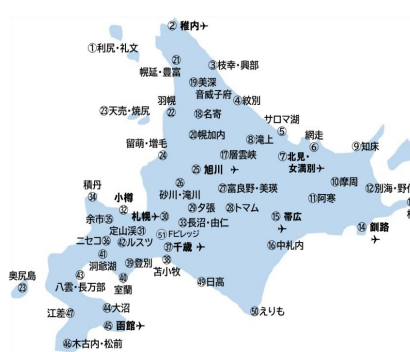 ②稚内✈
①利尻・礼文
㉑
幌延・豊富
③枝幸・興部
⑲美深
音威子府
羽幌
㉒
④紋別
㉓天売・焼尻
⑱名寄
サロマ湖
⑤
⑳幌加内
⑧滝上
網走
⑥
⑨知床
留萌・増毛
㉔
⑰層雲峡
⑦北見・
女満別✈
㉕旭川✈
㉖
砂川・滝川
㉗富良野・美瑛
⑩摩周
⑫別海・野付
⑪阿寒
積丹
㉞
小樽
㉜
㉙夕張
㉘トマム
余市㉟
札幌✈㉚
⑮帯広
✈
㉝長沼・由仁
定山渓㉛
⑭釧路
✈
ニセコ㊱
㊷ルスツ
51Fビレッジ
㊲千歳✈
⑯中札内
㊶
洞爺湖
㊴登別
㊳
苫小牧
奥尻島
㉓
㊸
八雲・長万部
㊵
室蘭
㊾日高
㊹大沼
㊿えりも
江差㊼
㊺函館✈
㊻木古内・松前